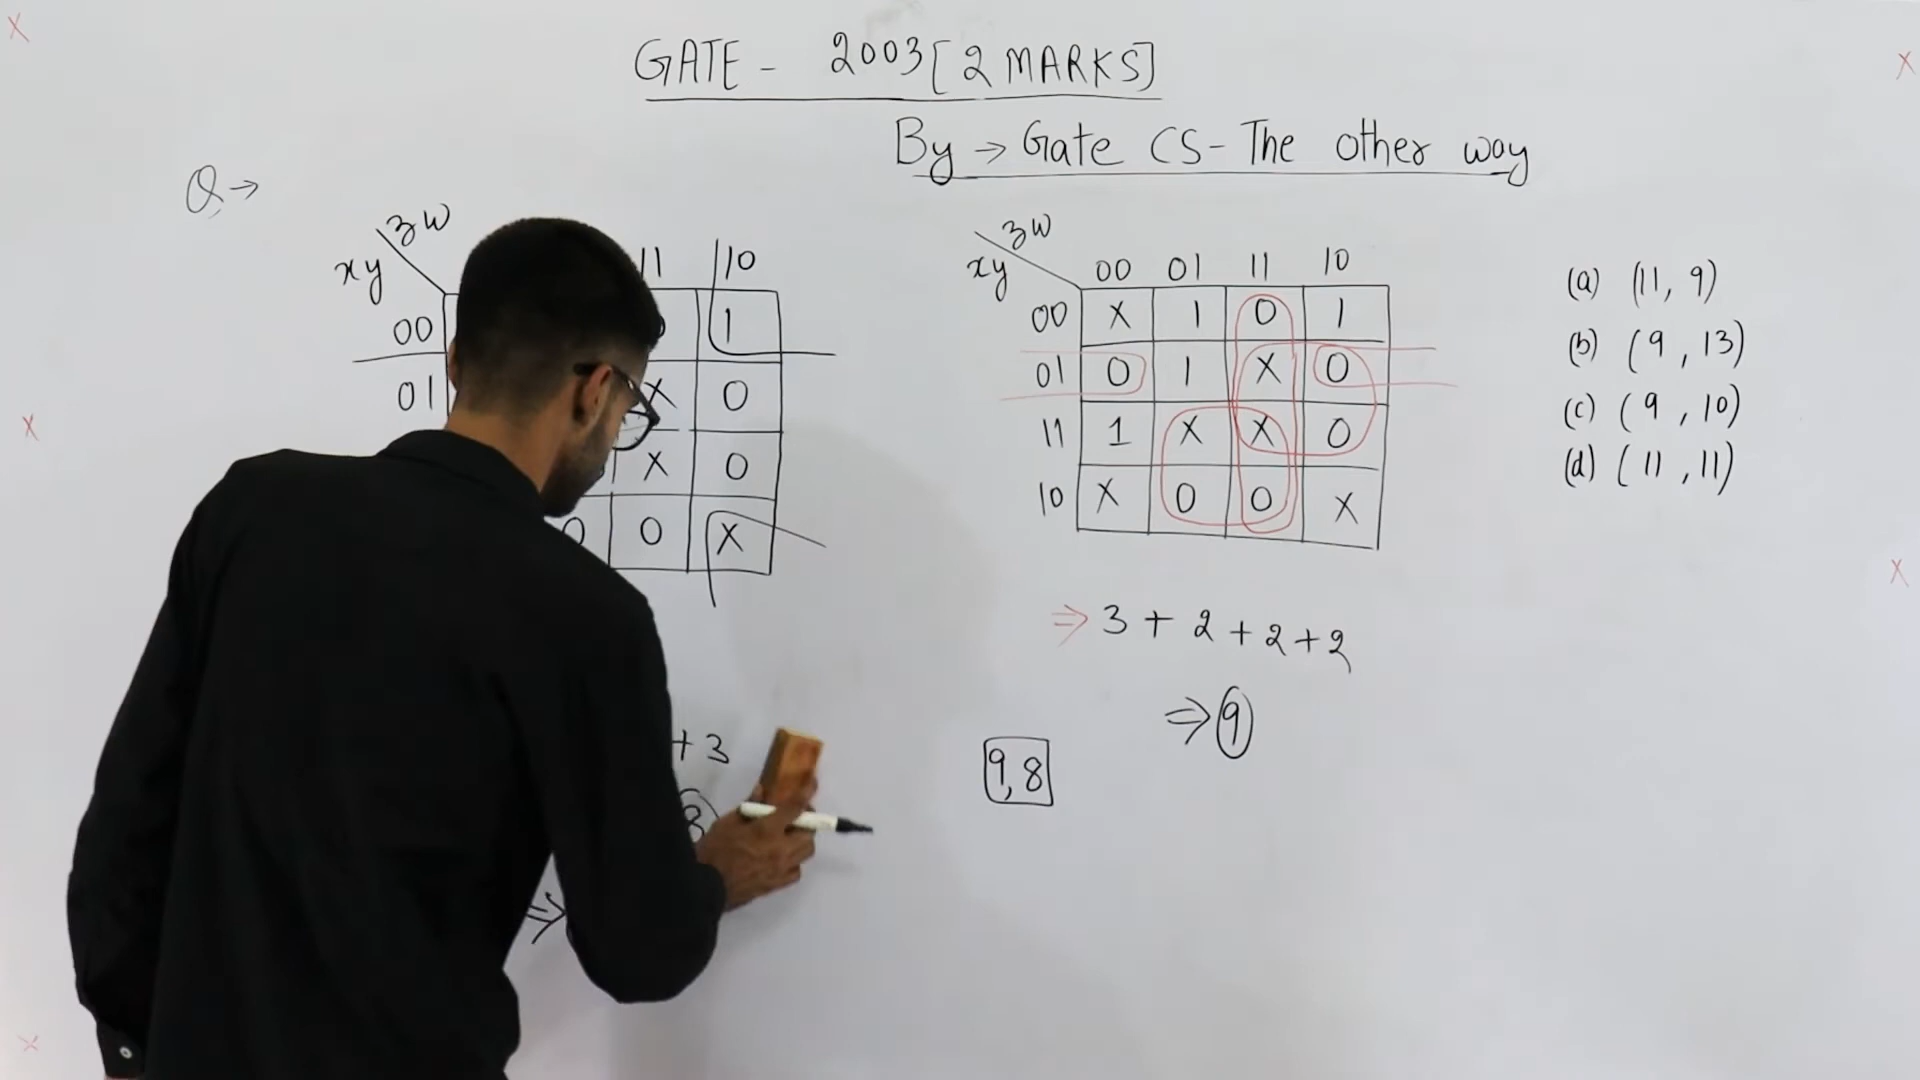 GATE - 2003 [2 MARKS]
By → Gate CS - The other way
Q →
zw
xy
11 10
00 1
01 X 0
X 0
0 0 X
+ 3
8
⇒
zw
xy
00 01 11 10
00 X 1 0 1
01 0 1 X 0
11 1 X X 0
10 X 0 0 X
⇒ 3 + 2 + 2 + 2
⇒ 9
9, 8
(a) (11, 9)
(b) (9, 13)
(c) (9, 10)
(d) (11, 11)
X
X
X
X
X
X